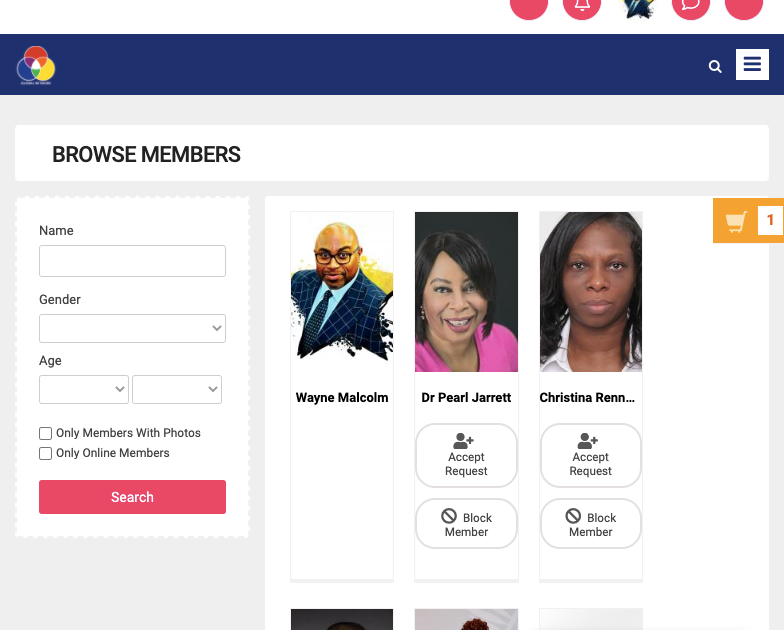 BROWSE MEMBERS
1
Name
Gender
Age
Only Members With Photos
Only Online Members
Search
Wayne Malcolm
Dr Pearl Jarrett
Christina Renn...
Accept
Request
Accept
Request
Block
Member
Block
Member